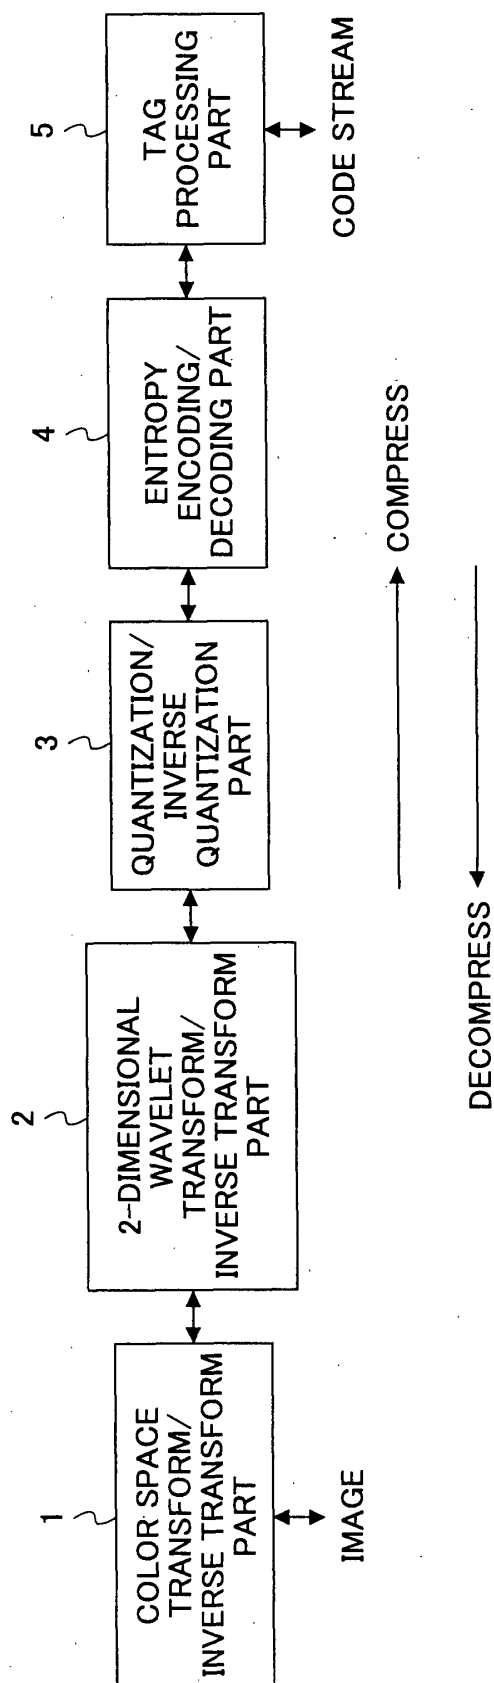 1
COLOR SPACE
TRANSFORM/
INVERSE TRANSFORM
PART
IMAGE
2
2-DIMENSIONAL
WAVELET
TRANSFORM/
INVERSE TRANSFORM
PART
3
QUANTIZATION/
INVERSE
QUANTIZATION
PART
4
ENTROPY
ENCODING/
DECODING PART
5
TAG
PROCESSING
PART
CODE STREAM
COMPRESS
DECOMPRESS